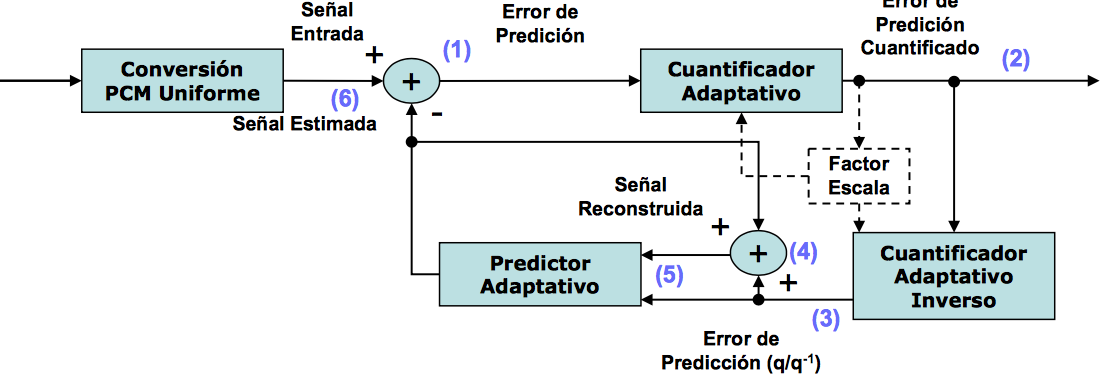 Señal
Entrada
Error de
Predición
Error de
Predición
Cuantificado
+
(1)
(2)
Conversión
PCM Uniforme
+
Cuantificador
Adaptativo
(6)
Señal Estimada
-
Factor
Escala
Señal
Reconstruida
+
Predictor
Adaptativo
+
(4)
(5)
+
Cuantificador
Adaptativo
Inverso
(3)
Error de
Predicción (q/q-1)